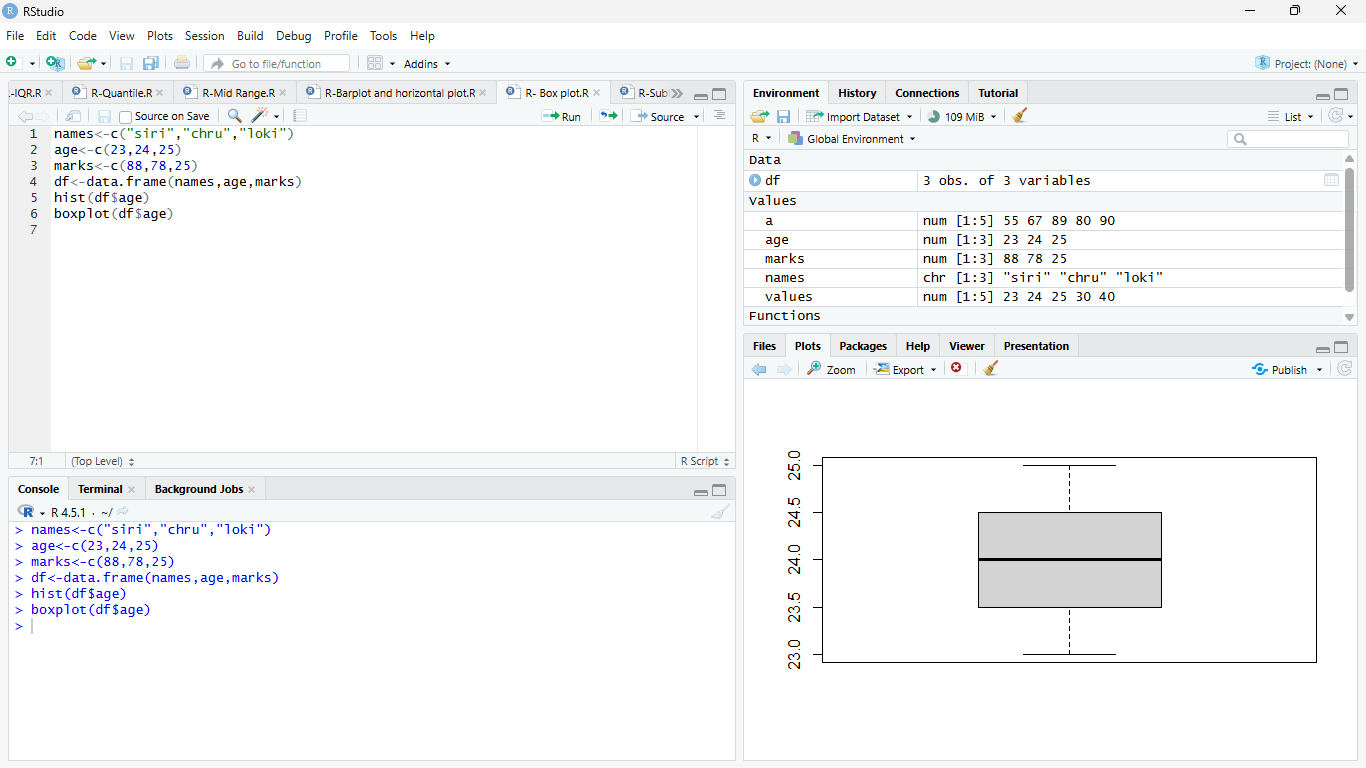 RStudio
File Edit Code View Plots Session Build Debug Profile Tools Help
Go to file/function Addins Project: (None)
-IQR.R R-Quantile.R R-Mid Range.R R-Barplot and horizontal plot.R R- Box plot.R R-Sub
Source on Save Run Source
1 names<-c("siri","chru","loki")
2 age<-c(23,24,25)
3 marks<-c(88,78,25)
4 df<-data.frame(names,age,marks)
5 hist(df$age)
6 boxplot(df$age)
7
7:1 (Top Level) R Script
Console Terminal Background Jobs
R 4.5.1 · ~/
> names<-c("siri","chru","loki")
> age<-c(23,24,25)
> marks<-c(88,78,25)
> df<-data.frame(names,age,marks)
> hist(df$age)
> boxplot(df$age)
>
Environment History Connections Tutorial
Import Dataset 109 MiB List
R Global Environment
Data
df 3 obs. of 3 variables
Values
a num [1:5] 55 67 89 80 90
age num [1:3] 23 24 25
marks num [1:3] 88 78 25
names chr [1:3] "siri" "chru" "loki"
values num [1:5] 23 24 25 30 40
Functions
Files Plots Packages Help Viewer Presentation
Zoom Export Publish
25.0
24.5
24.0
23.5
23.0